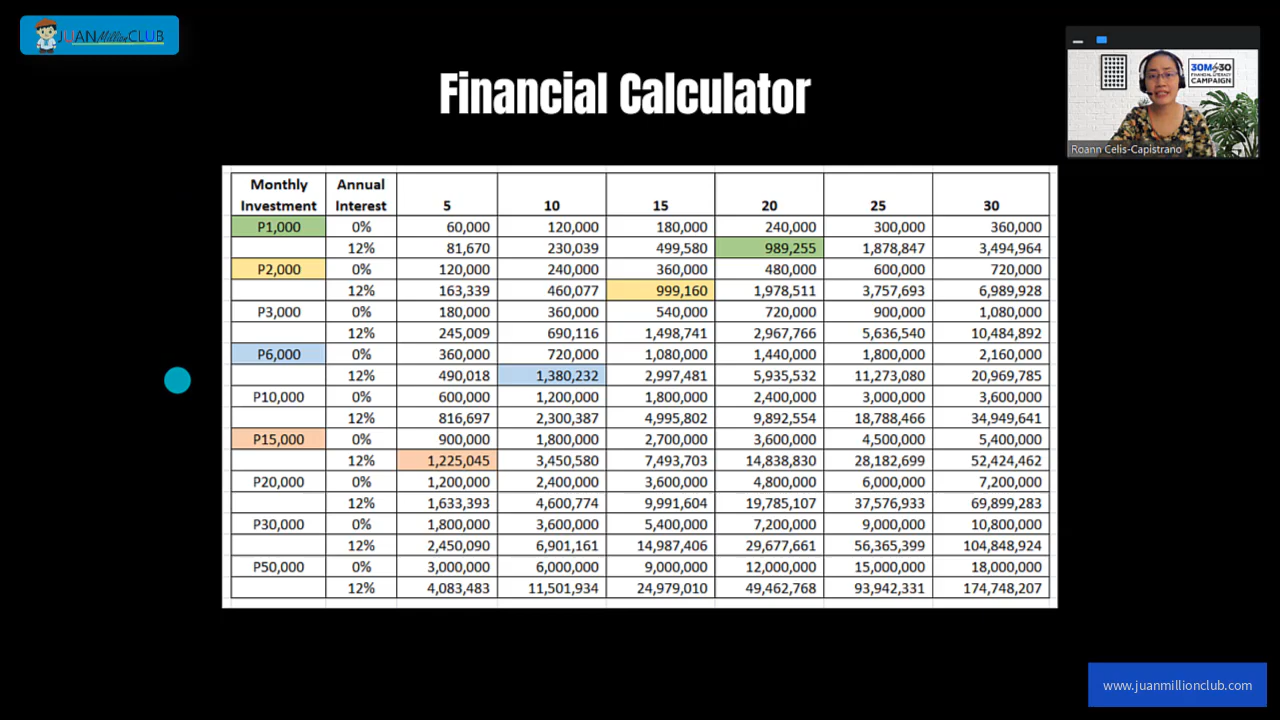 JUAN Million CLUB
30M by 30
FINANCIAL LITERACY
CAMPAIGN
Roann Celis-Capistrano
Financial Calculator
Monthly Investment Annual Interest 5 10 15 20 25 30
P1,000 0% 60,000 120,000 180,000 240,000 300,000 360,000
12% 81,670 230,039 499,580 989,255 1,878,847 3,494,964
P2,000 0% 120,000 240,000 360,000 480,000 600,000 720,000
12% 163,339 460,077 999,160 1,978,511 3,757,693 6,989,928
P3,000 0% 180,000 360,000 540,000 720,000 900,000 1,080,000
12% 245,009 690,116 1,498,741 2,967,766 5,636,540 10,484,892
P6,000 0% 360,000 720,000 1,080,000 1,440,000 1,800,000 2,160,000
12% 490,018 1,380,232 2,997,481 5,935,532 11,273,080 20,969,785
P10,000 0% 600,000 1,200,000 1,800,000 2,400,000 3,000,000 3,600,000
12% 816,697 2,300,387 4,995,802 9,892,554 18,788,466 34,949,641
P15,000 0% 900,000 1,800,000 2,700,000 3,600,000 4,500,000 5,400,000
12% 1,225,045 3,450,580 7,493,703 14,838,830 28,182,699 52,424,462
P20,000 0% 1,200,000 2,400,000 3,600,000 4,800,000 6,000,000 7,200,000
12% 1,633,393 4,600,774 9,991,604 19,785,107 37,576,933 69,899,283
P30,000 0% 1,800,000 3,600,000 5,400,000 7,200,000 9,000,000 10,800,000
12% 2,450,090 6,901,161 14,987,406 29,677,661 56,365,399 104,848,924
P50,000 0% 3,000,000 6,000,000 9,000,000 12,000,000 15,000,000 18,000,000
12% 4,083,483 11,501,934 24,979,010 49,462,768 93,942,331 174,748,207
www.juanmillionclub.com